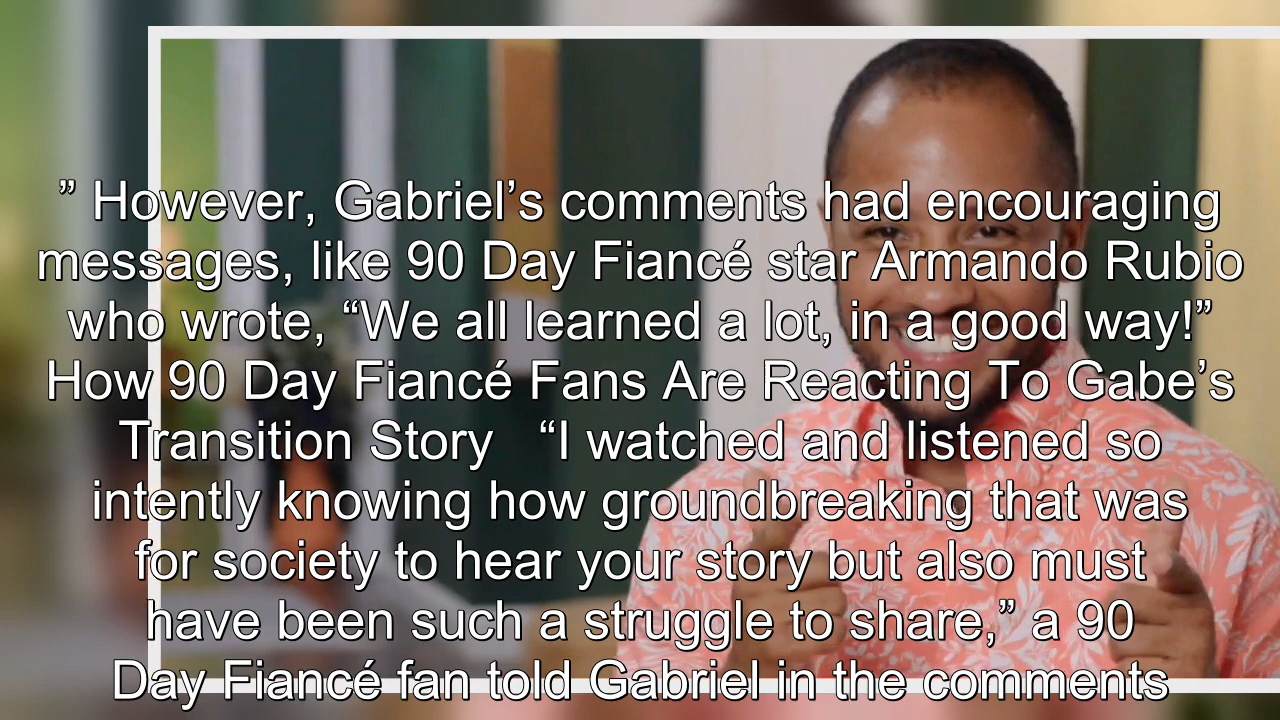 ” However, Gabriel’s comments had encouraging
messages, like 90 Day Fiancé star Armando Rubio
who wrote, “We all learned a lot, in a good way!”
How 90 Day Fiancé Fans Are Reacting To Gabe’s
Transition Story “I watched and listened so
intently knowing how groundbreaking that was
for society to hear your story but also must
have been such a struggle to share,” a 90
Day Fiancé fan told Gabriel in the comments